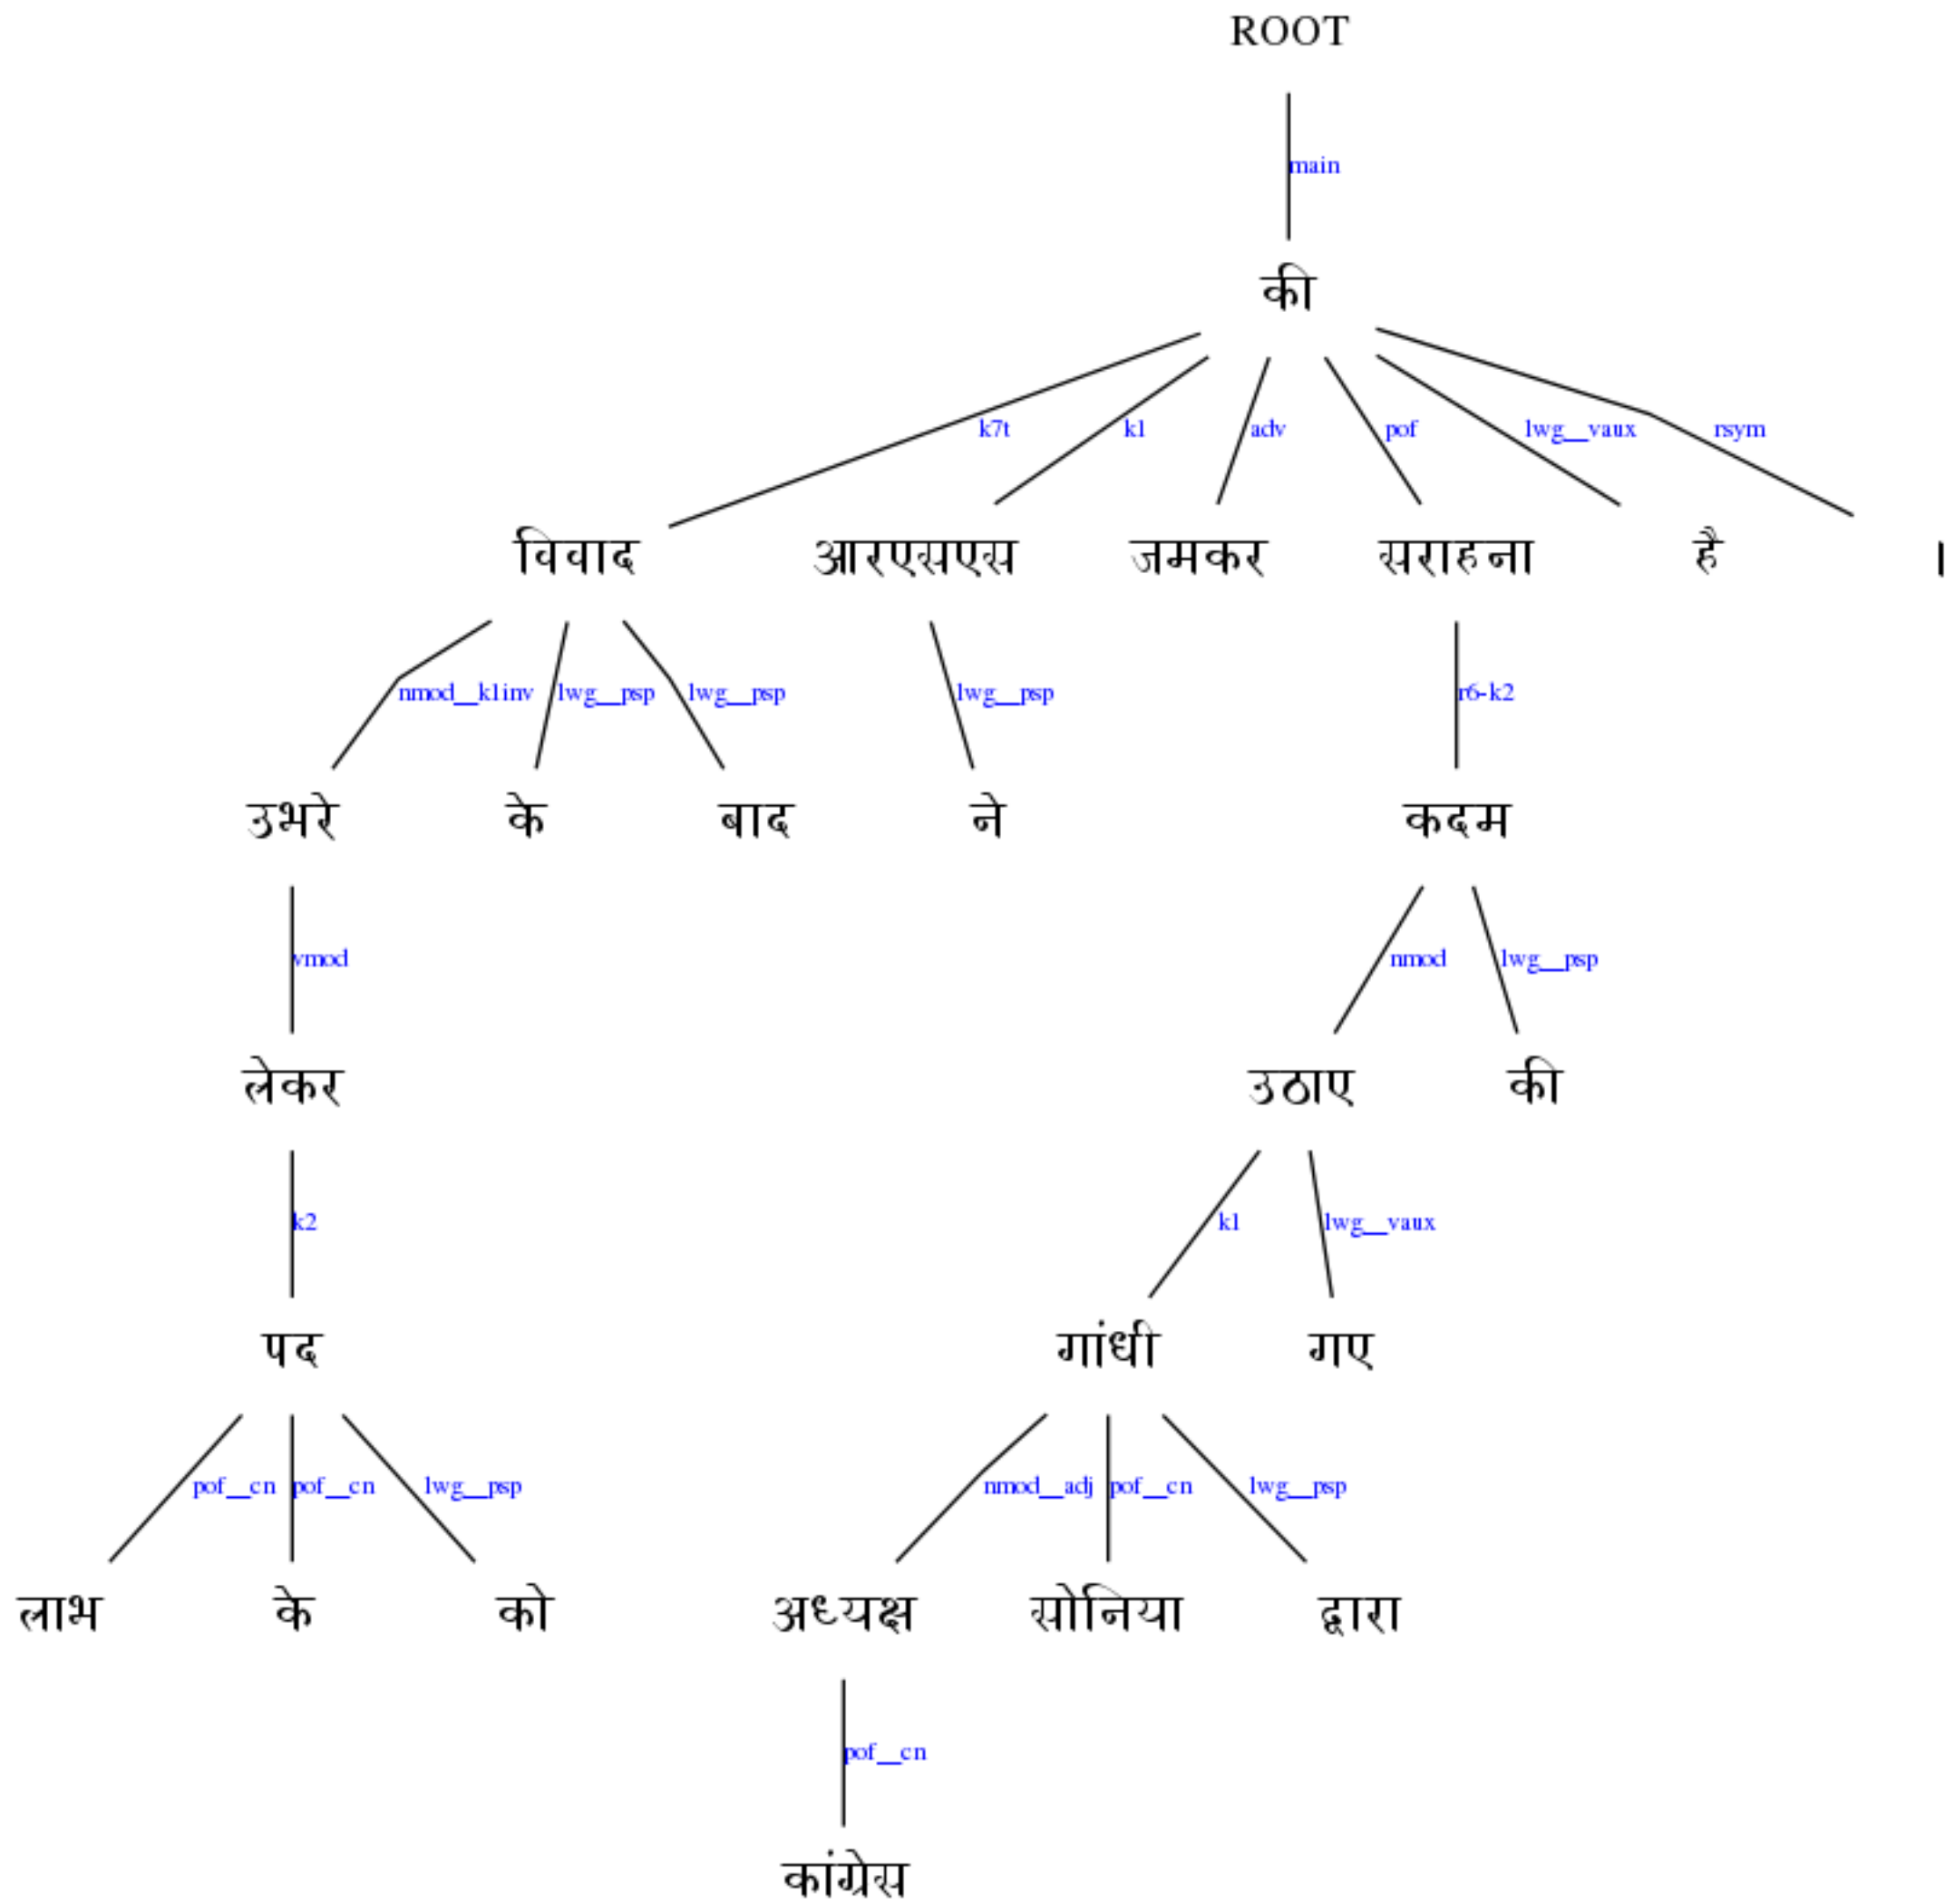 ROOT
main
की
k7t k1 adv pof lwg__vaux rsym
विवाद आरएसएस जमकर सराहना है ।
nmod__k1inv lwg__psp lwg__psp lwg__psp r6-k2
उभरे के बाद ने कदम
vmod nmod lwg__psp
लेकर उठाए की
k2 k1 lwg__vaux
पद गांधी गए
pof__cn pof__cn lwg__psp nmod__adj pof__cn lwg__psp
लाभ के को अध्यक्ष सोनिया द्वारा
pof__cn
कांग्रेस